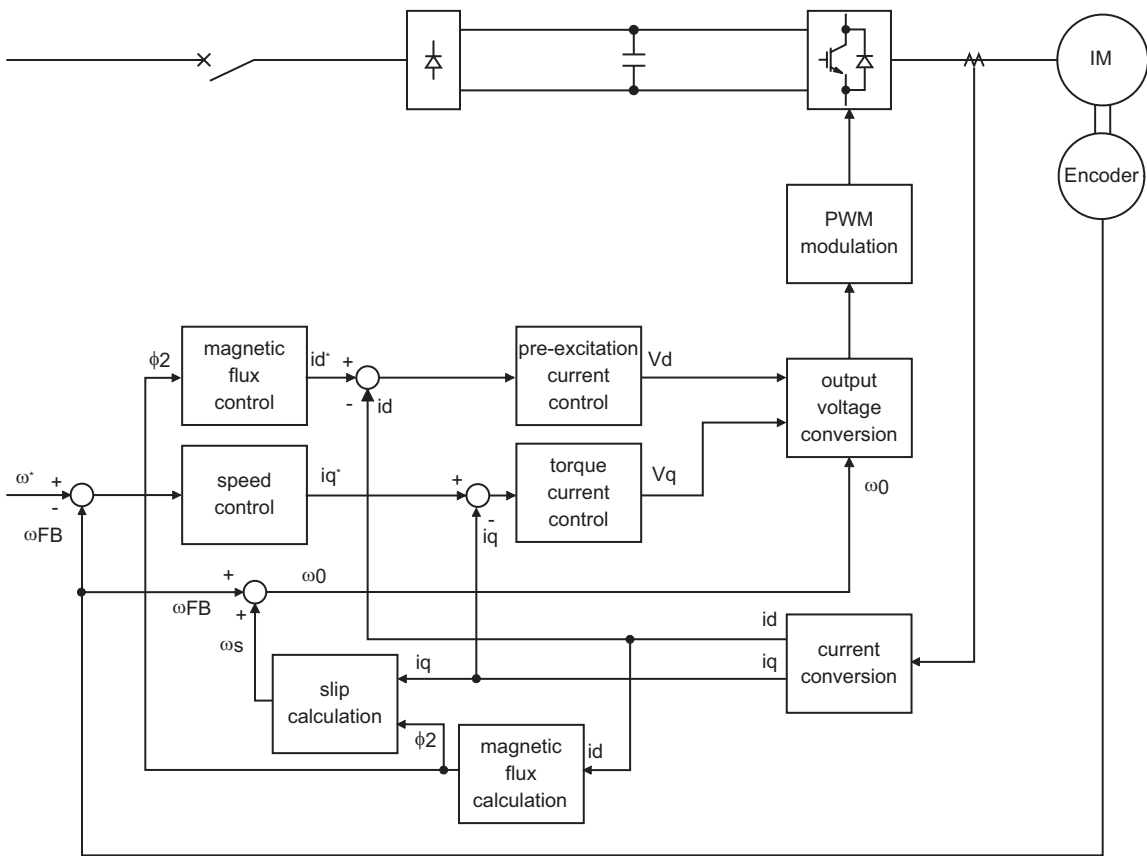 IM
Encoder
PWM
modulation
ϕ2
magnetic
flux
control
id*
+
-
id
pre-excitation
current
control
Vd
output
voltage
conversion
ω*
+
-
ωFB
speed
control
iq*
+
-
iq
torque
current
control
Vq
ω0
ωFB
+
+
ω0
ωs
slip
calculation
iq
ϕ2
id
iq
current
conversion
magnetic
flux
calculation
id